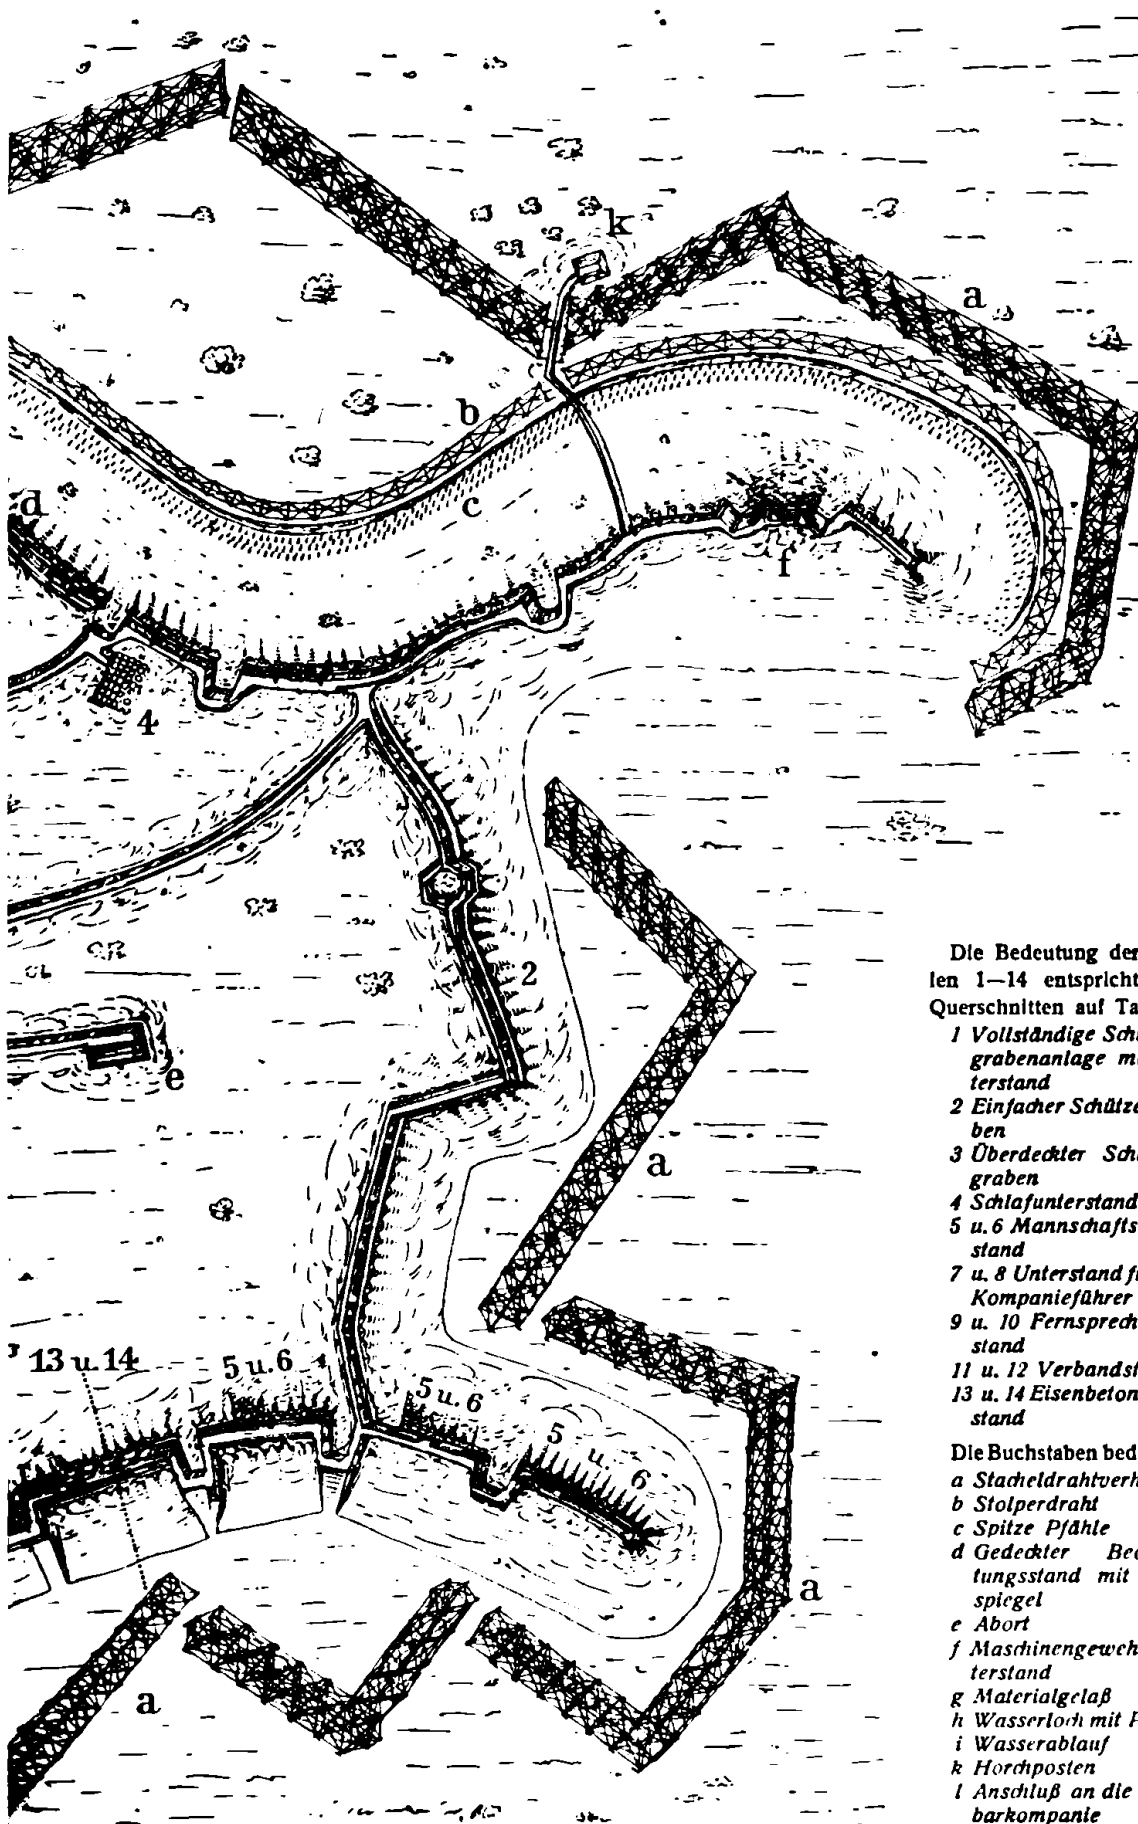 k
a
b
d
c
f
4
2
e
a
13 u. 14
5 u. 6
5 u. 6
5 u. 6
a
a
Die Bedeutung der
len 1—14 entspricht
Querschnitten auf Ta
1 Vollständige Sch
grabenanlage m
terstand
2 Einfacher Schütze
ben
3 Überdeckter Sch
graben
4 Schlafunterstand
5 u. 6 Mannschafts
stand
7 u. 8 Unterstand f
Kompanieführer
9 u. 10 Fernsprech
stand
11 u. 12 Verbandst
13 u. 14 Eisenbeton
stand
Die Buchstaben bed
a Stacheldrahtverh
b Stolperdraht
c Spitze Pfähle
d Gedeckter Beo
tungsstand mit
spiegel
e Abort
f Maschinengeweh
terstand
g Materialgelaß
h Wasserloch mit P
i Wasserablauf
k Horchposten
l Anschluß an die
barkompanie